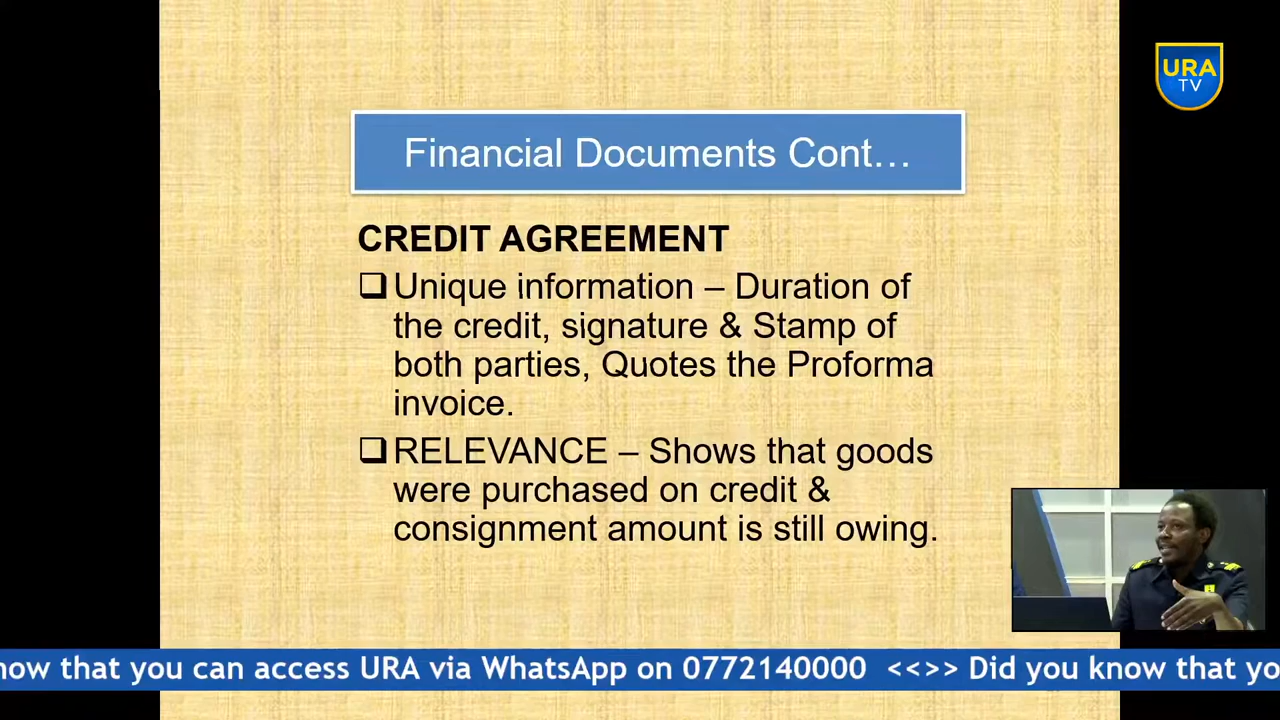 URA
TV
Financial Documents Cont…
CREDIT AGREEMENT
❑ Unique information – Duration of
the credit, signature & Stamp of
both parties, Quotes the Proforma
invoice.
❑ RELEVANCE – Shows that goods
were purchased on credit &
consignment amount is still owing.
now that you can access URA via WhatsApp on 0772140000 <<>> Did you know that yo